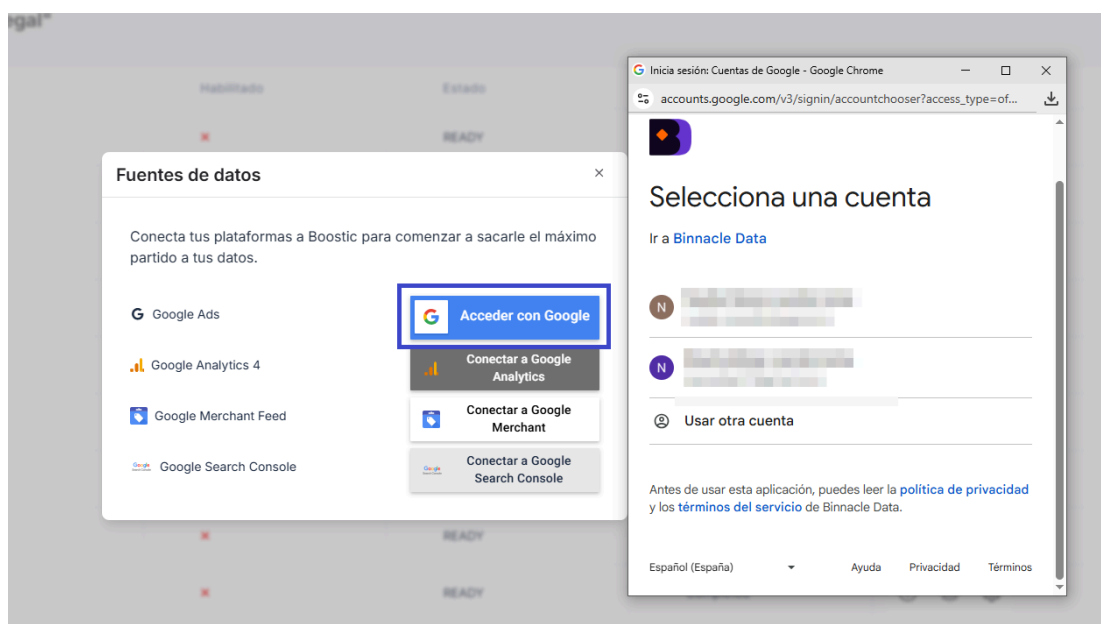 egal"
Habilitado
Estado
READY
Fuentes de datos
Conecta tus plataformas a Boostic para comenzar a sacarle el máximo
partido a tus datos.
Google Ads
Acceder con Google
Google Analytics 4
Conectar a Google
Analytics
Google Merchant Feed
Conectar a Google
Merchant
Google Search Console
Conectar a Google
Search Console
READY
READY
Inicia sesión: Cuentas de Google - Google Chrome
accounts.google.com/v3/signin/accountchooser?access_type=of...
Selecciona una cuenta
Ir a Binnacle Data
N
N
Usar otra cuenta
Antes de usar esta aplicación, puedes leer la política de privacidad
y los términos del servicio de Binnacle Data.
Español (España)
Ayuda
Privacidad
Términos